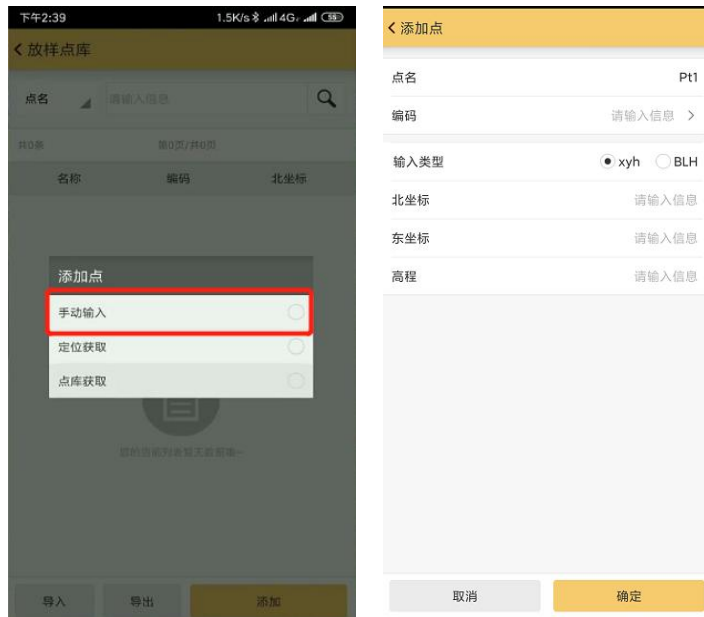 下午2:39
1.5K/s 4G 55
放样点库
点名
请输入信息
共0条
第0页/共0页
名称 编码 北坐标
添加点
手动输入
定位获取
点库获取
导入 导出 添加
添加点
点名 Pt1
编码 请输入信息
输入类型 xyh BLH
北坐标 请输入信息
东坐标 请输入信息
高程 请输入信息
取消 确定